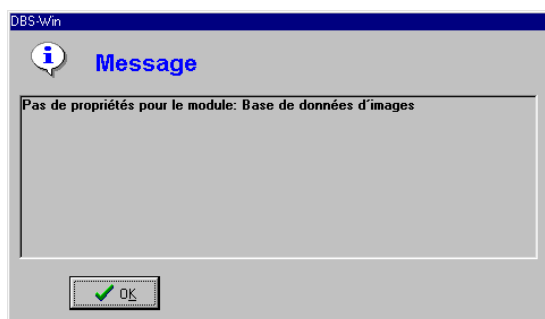 DBS-Win
Message
Pas de propriétés pour le module: Base de données d´images
OK